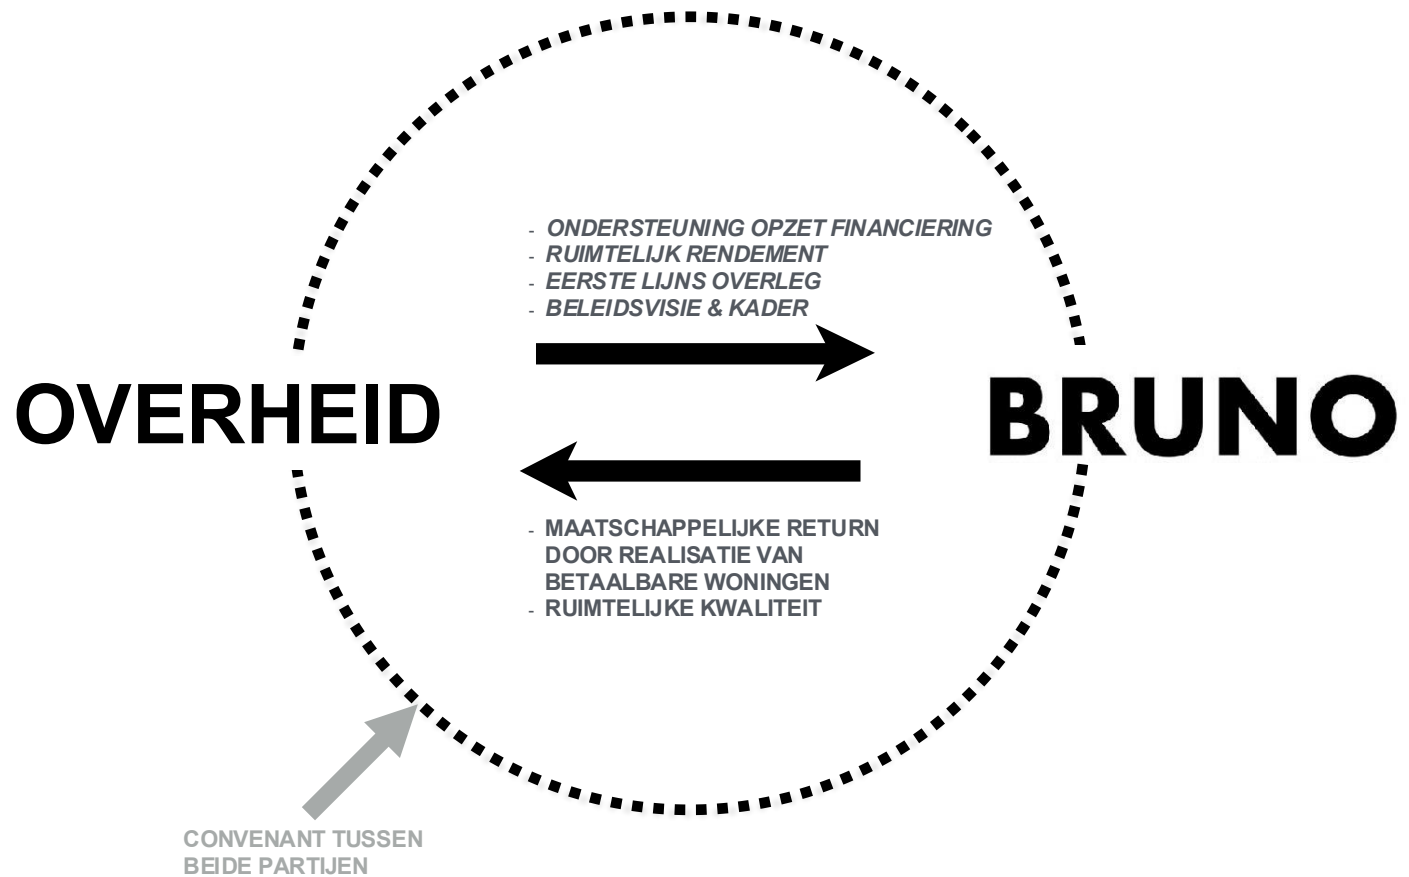 - ONDERSTEUNING OPZET FINANCIERING
- RUIMTELIJK RENDEMENT
- EERSTE LIJNS OVERLEG
- BELEIDSVISIE & KADER
OVERHEID
BRUNO
- MAATSCHAPPELIJKE RETURN
DOOR REALISATIE VAN
BETAALBARE WONINGEN
- RUIMTELIJKE KWALITEIT
CONVENANT TUSSEN
BEIDE PARTIJEN